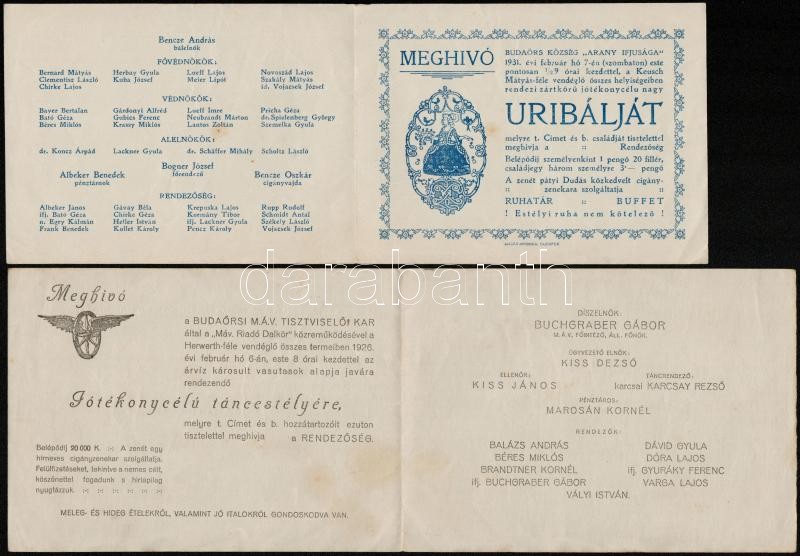 Bencze András
bálelnök
FŐVÉDNÖKÖK:
Bernard Mátyás Herbay Gyula Lueff Lajos Novoszád Lajos
Clementisz László Kuba József Meier Lipót Szakály Mátyás
Chirke Lajos id. Vojacsek József
VÉDNÖKÖK:
Bayer Bertalan Gárdonyi Alfréd Lueff Imre Pricha Géza
Bató Géza Gubics Ferenc Neubrandt Márton dr. Spielenberg György
Béres Miklós Krasny Miklós Lantos Zoltán Szemelka Gyula
ALELNÖKÖK:
dr. Koncz Árpád Lackner Gyula dr. Schäffer Mihály Scholtz László
Albeker Benedek
pénztárnok
Bogner József
főrendező
Bencze Oszkár
cigányvajda
RENDEZŐSÉG:
Albeker János Gávay Béla Krepuska Lajos Rupp Rudolf
ifj. Bató Géza Chirke Géza Kormány Tibor Schmidt Antal
n. Egry Kálmán Heller István ifj. Lackner Gyula Székely László
Frank Benedek Kollet Károly Pencz Károly Vojacsek József
MEGHIVÓ
BUDAÖRS KÖZSÉG „ARANY IFJUSÁGA"
1931. évi február hó 7-én (szombaton) este
pontosan ½9 órai kezdettel, a Keusch
Mátyás-féle vendéglő összes helyiségeiben
rendezi zártkörű jótékonycélu nagy
URIBÁLJÁT
melyre t. Címet és b. családját tisztelettel
meghivja a :: Rendezőség
Belépődíj személyenkint 1 pengő 20 fillér,
családjegy három személyre 3·— pengő
A zenét pátyi Dudás közkedvelt cigány-
:: zenekara szolgáltatja ::
RUHATÁR :: BUFFET
! Estélyi ruha nem kötelező !
darabanth
Meghivó
a BUDAÖRSI M.Á.V. TISZTVISELŐI KAR
által a „Máv. Riadó Dalkör" közreműködésével a
Herwerth-féle vendéglő összes termeiben 1926.
évi február hó 6-án, este 8 órai kezdettel az
árvíz károsult vasutasok alapja javára
rendezendő
Jótékonycélú táncestélyére,
melyre t. Címet és b. hozzátartozóit ezuton
tisztelettel meghivja a RENDEZŐSÉG.
Belépődíj 20 000 K. :-: A zenét egy
hirneves cigányzenekar szolgáltatja.
Felülfizetéseket, tekintve a nemes célt,
köszönettel fogadunk s hirlapilag
nyugtázzuk. :-: :-: :-: :-: :-: :-:
MELEG- ÉS HIDEG ÉTELEKRŐL, VALAMINT JÓ ITALOKRÓL GONDOSKODVA VAN.
DÍSZELNÖK:
BUCHGRABER GÁBOR
M.Á.V. FŐINTÉZŐ, ÁLL. FŐNÖK.
ÜGYVEZETŐ ELNÖK:
KISS DEZSŐ
ELLENŐR: TÁNCRENDEZŐ:
KISS JÁNOS karcsai KARCSAY REZSŐ
PÉNZTÁROS:
MAROSÁN KORNÉL
RENDEZŐK:
BALÁZS ANDRÁS DÁVID GYULA
BÉRES MIKLÓS DÓRA LAJOS
BRANDTNER KORNÉL ifj. GYURÁKY FERENC
ifj. BUCHGRABER GÁBOR VARGA LAJOS
VÁLYI ISTVÁN.